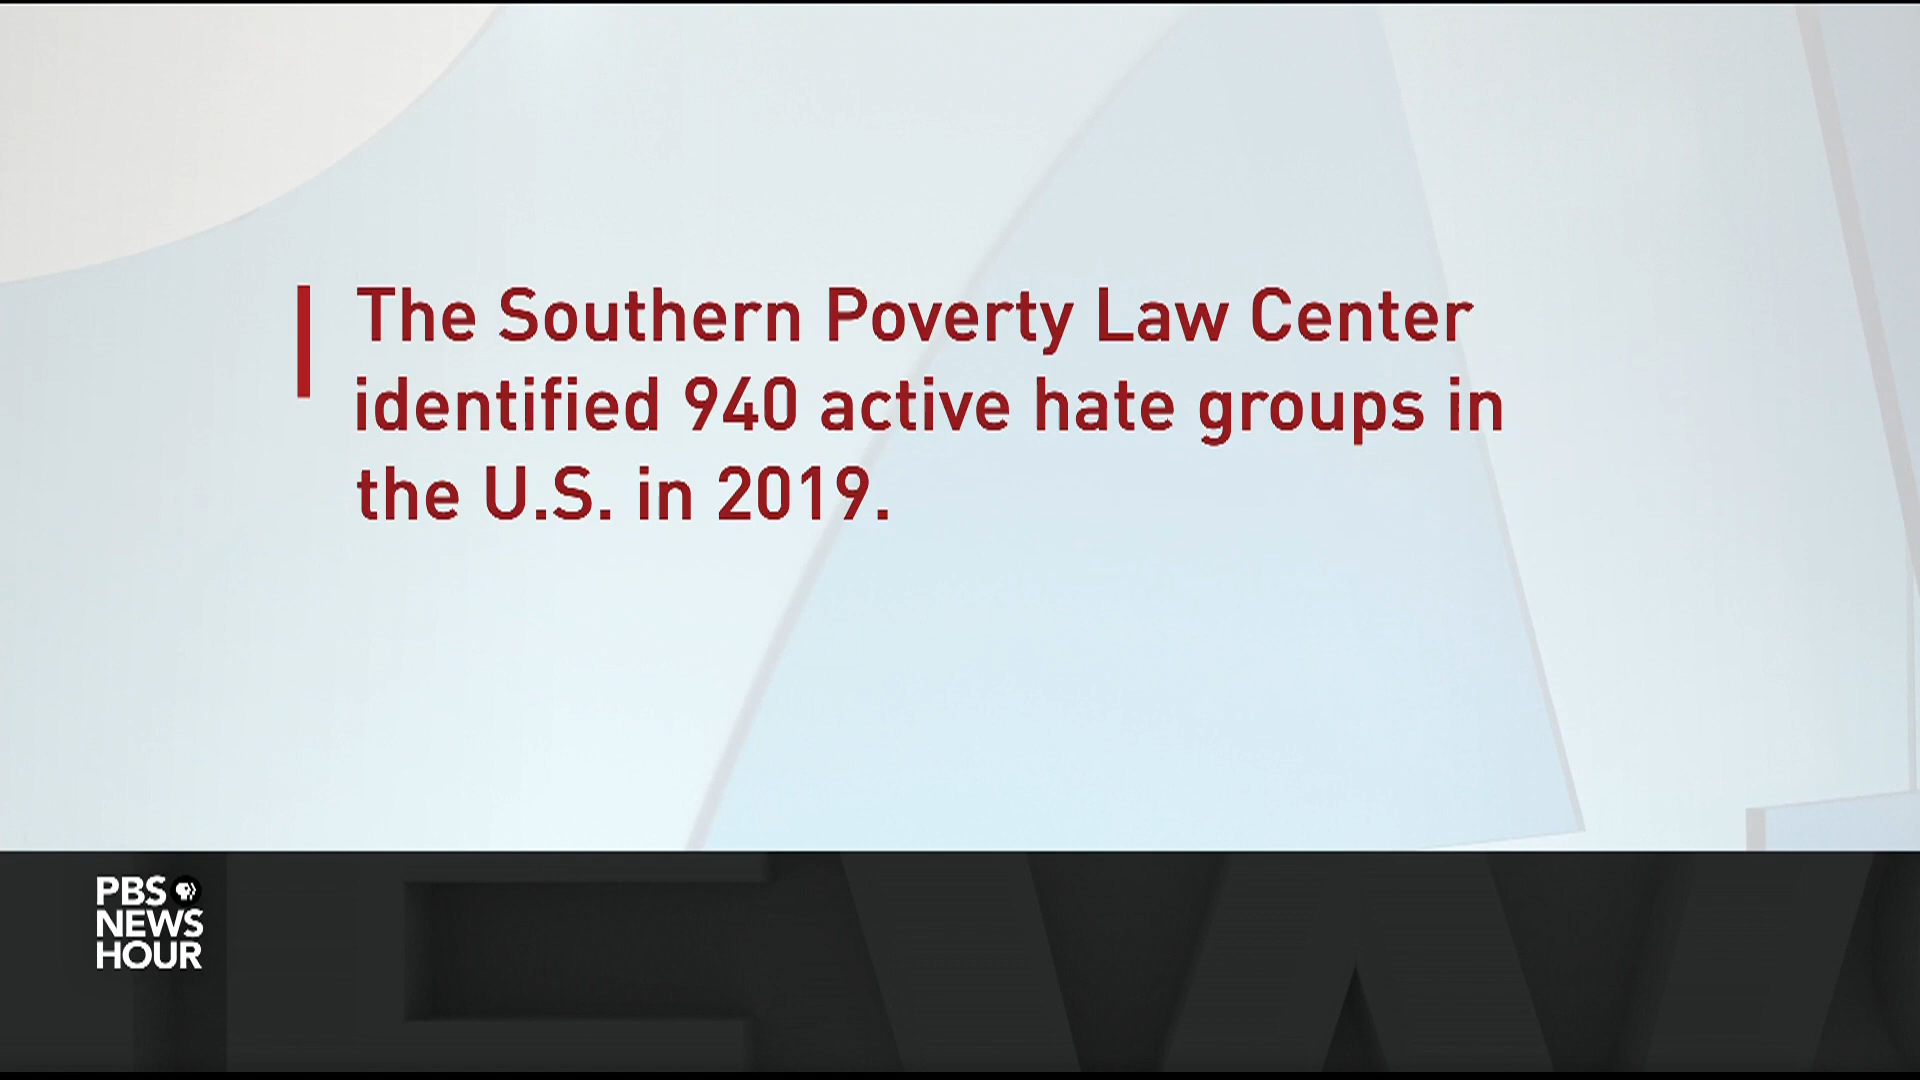 The Southern Poverty Law Center
identified 940 active hate groups in
the U.S. in 2019.
PBS
NEWS
HOUR